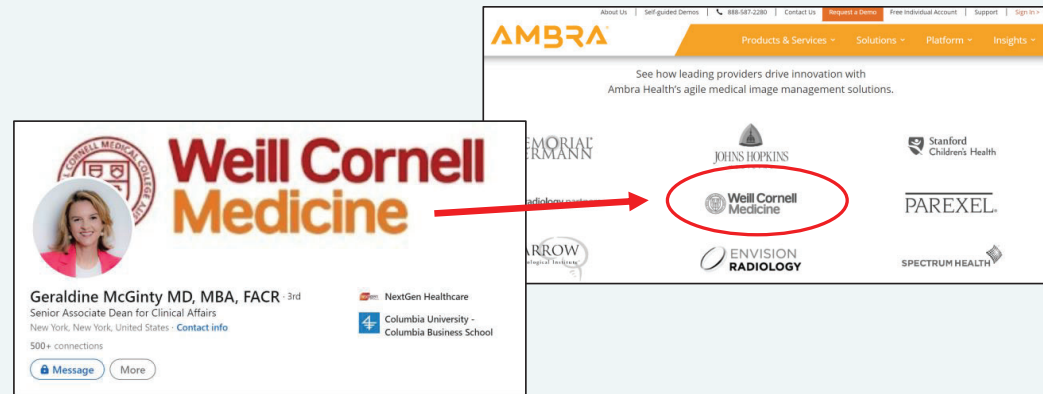 About Us | Self-guided Demos | 888-587-2280 | Contact Us Request a Demo Free Individual Account | Support | Sign In
AMBRA
Products & Services Solutions Platform Insights
See how leading providers drive innovation with
Ambra Health's agile medical image management solutions.
JOHNS HOPKINS
Stanford
Children's Health
radiology
Weill Cornell
Medicine
PAREXEL.
ENVISION
RADIOLOGY
SPECTRUM HEALTH
Weill Cornell
Medicine
Geraldine McGinty MD, MBA, FACR · 3rd
Senior Associate Dean for Clinical Affairs
New York, New York, United States · Contact info
500+ connections
Message More
NextGen Healthcare
Columbia University -
Columbia Business School